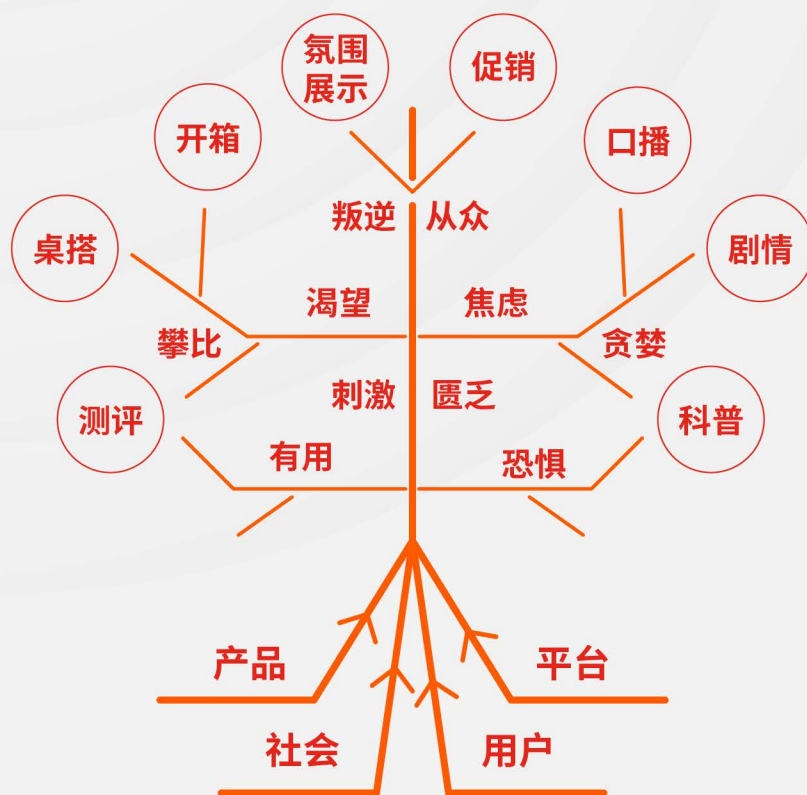 氛围
展示
促销
开箱
口播
桌搭
剧情
叛逆
从众
渴望
焦虑
攀比
贪婪
刺激
匮乏
测评
科普
有用
恐惧
产品
平台
社会
用户